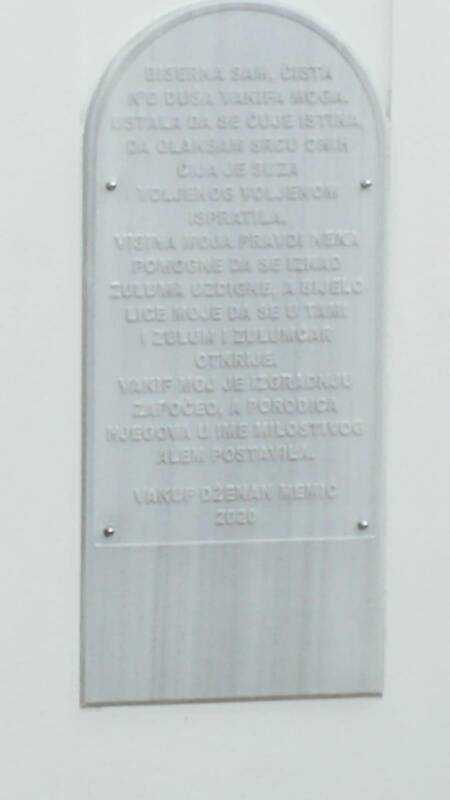 BISERNA SAM, ČISTA
K'O DUŠA VAKIFA MOGA.
USTALA DA SE ČUJE ISTINA,
DA OLAKŠAM SRCU ONIH
ČIJA JE SUZA
VOLJENOG VOLJENOM
ISPRATILA.
VISINA MOJA PRAVDI NEKA
POMOGNE DA SE IZNAD
ZULUMA UZDIGNE, A BIJELO
LICE MOJE DA SE U TAMI
I ZULUM I ZULUMĆAR
OTKRIJE.
VAKIF MOJ JE IZGRADNJU
ZAPOČEO, A PORODICA
NJEGOVA U IME MILOSTIVOG
ALEM POSTAVILA.
VAKUF DŽENAN MEMIĆ
2020